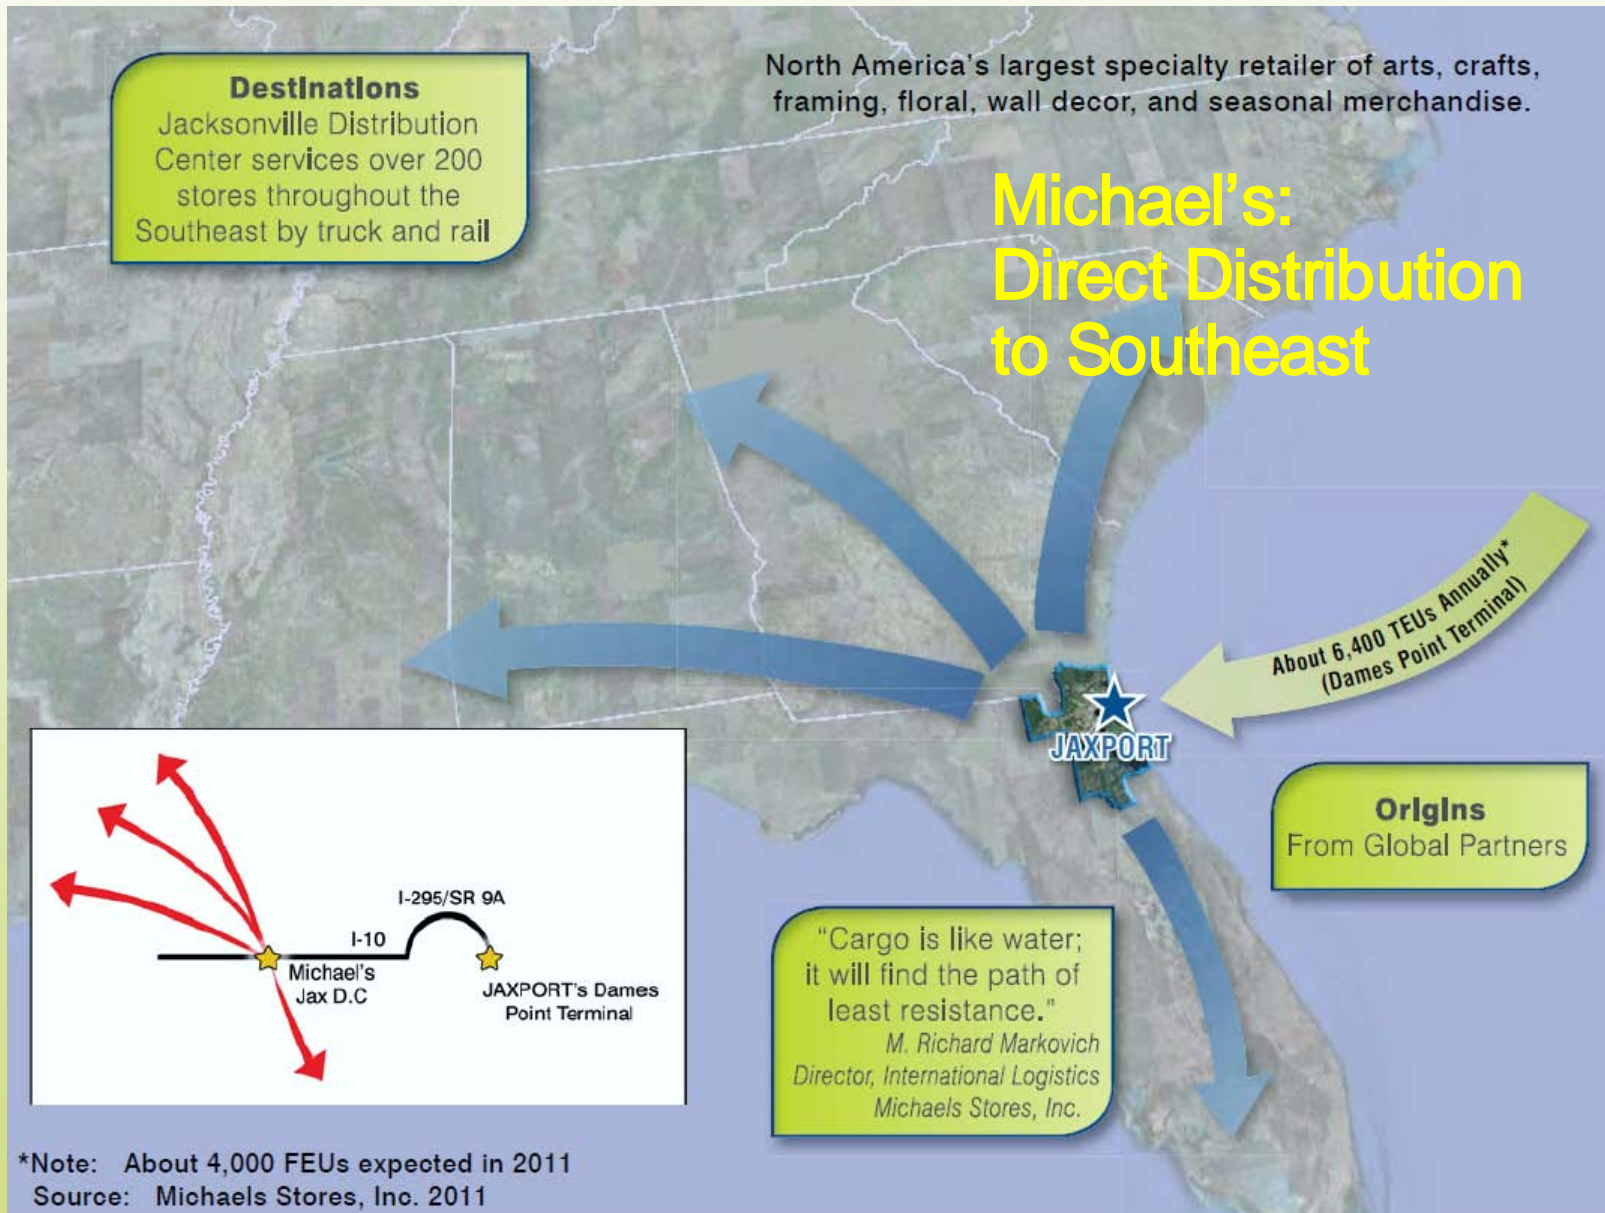 Destinations
Jacksonville Distribution
Center services over 200
stores throughout the
Southeast by truck and rail
North America's largest specialty retailer of arts, crafts,
framing, floral, wall decor, and seasonal merchandise.
Michael's:
Direct Distribution
to Southeast
About 6,400 TEUs Annually*
(Dames Point Terminal)
JAXPORT
Origins
From Global Partners
I-295/SR 9A
I-10
Michael's
Jax D.C
JAXPORT's Dames
Point Terminal
"Cargo is like water;
it will find the path of
least resistance."
M. Richard Markovich
Director, International Logistics
Michaels Stores, Inc.
*Note: About 4,000 FEUs expected in 2011
Source: Michaels Stores, Inc. 2011